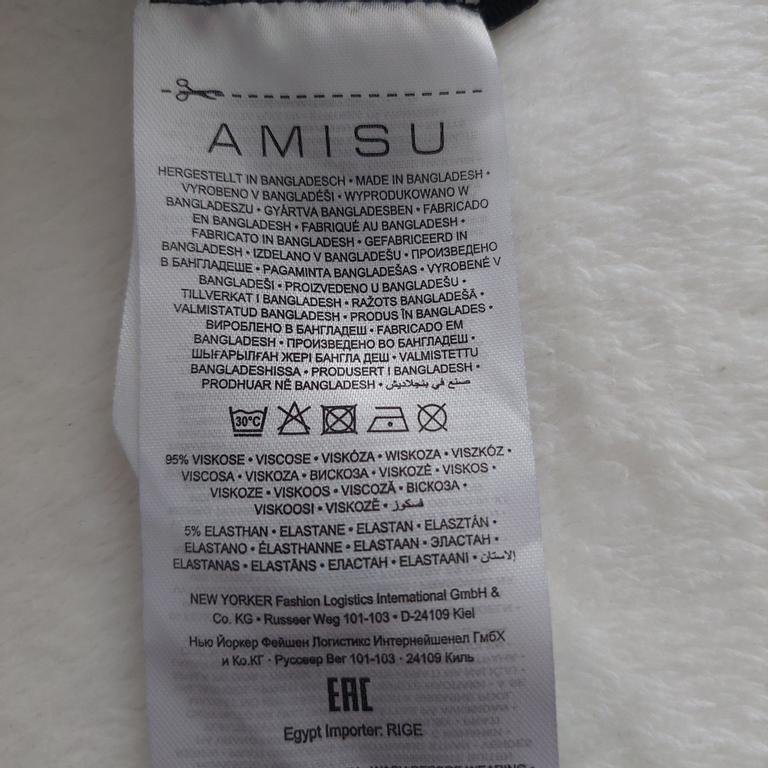 AMISU
HERGESTELLT IN BANGLADESCH • MADE IN BANGLADESH •
VYROBENO V BANGLADÉŠI • WYPRODUKOWANO W
BANGLADESZU • GYÁRTVA BANGLADESBEN • FABRICADO
EN BANGLADESH • FABRIQUÉ AU BANGLADESH •
FABRICATO IN BANGLADESH • GEFABRICEERD IN
BANGLADESH • IZDELANO V BANGLADEŠU • ПРОИЗВЕДЕНО
В БАНГЛАДЕШЕ • PAGAMINTA BANGLADEŠAS • VYROBENÉ V
BANGLADEŠI • PROIZVEDENO U BANGLADEŠU •
TILLVERKAT I BANGLADESH • RAŽOTS BANGLADEŠĀ •
VALMISTATUD BANGLADESH • PRODUS ÎN BANGLADES •
ВИРОБЛЕНО В БАНГЛАДЕШ • FABRICADO EM
BANGLADESH • ПРОИЗВЕДЕНО ВО БАНГЛАДЕШ •
ШЫҒАРЫЛҒАН ЖЕРІ БАНГЛА ДЕШ • VALMISTETTU
BANGLADESHISSA • PRODUSERT I BANGLADESH •
PRODHUAR NË BANGLADESH • صنع في بنجلاديش
30°C
95% VISKOSE • VISCOSE • VISKÓZA • WISKOZA • VISZKÓZ •
VISCOSA • VISKOZA • ВИСКОЗА • VISKOZĖ • VISKOS •
VISKOZE • VISKOOS • VISCOZĂ • ВІСКОЗА •
VISKOOSI • VISKOZË • فسكوز
5% ELASTHAN • ELASTANE • ELASTAN • ELASZTÁN •
ELASTANO • ÉLASTHANNE • ELASTAAN • ЭЛАСТАН •
ELASTANAS • ELASTĀNS • ЕЛАСТАН • ELASTAANI • الاستان
NEW YORKER Fashion Logistics International GmbH &
Co. KG • Russeer Weg 101-103 • D-24109 Kiel
Нью Йоркер Фейшен Логистикс Интернейшенел ГмбХ
и Ко.КГ · Руссеер Вег 101-103 · 24109 Киль
EAC
Egypt Importer: RIGE